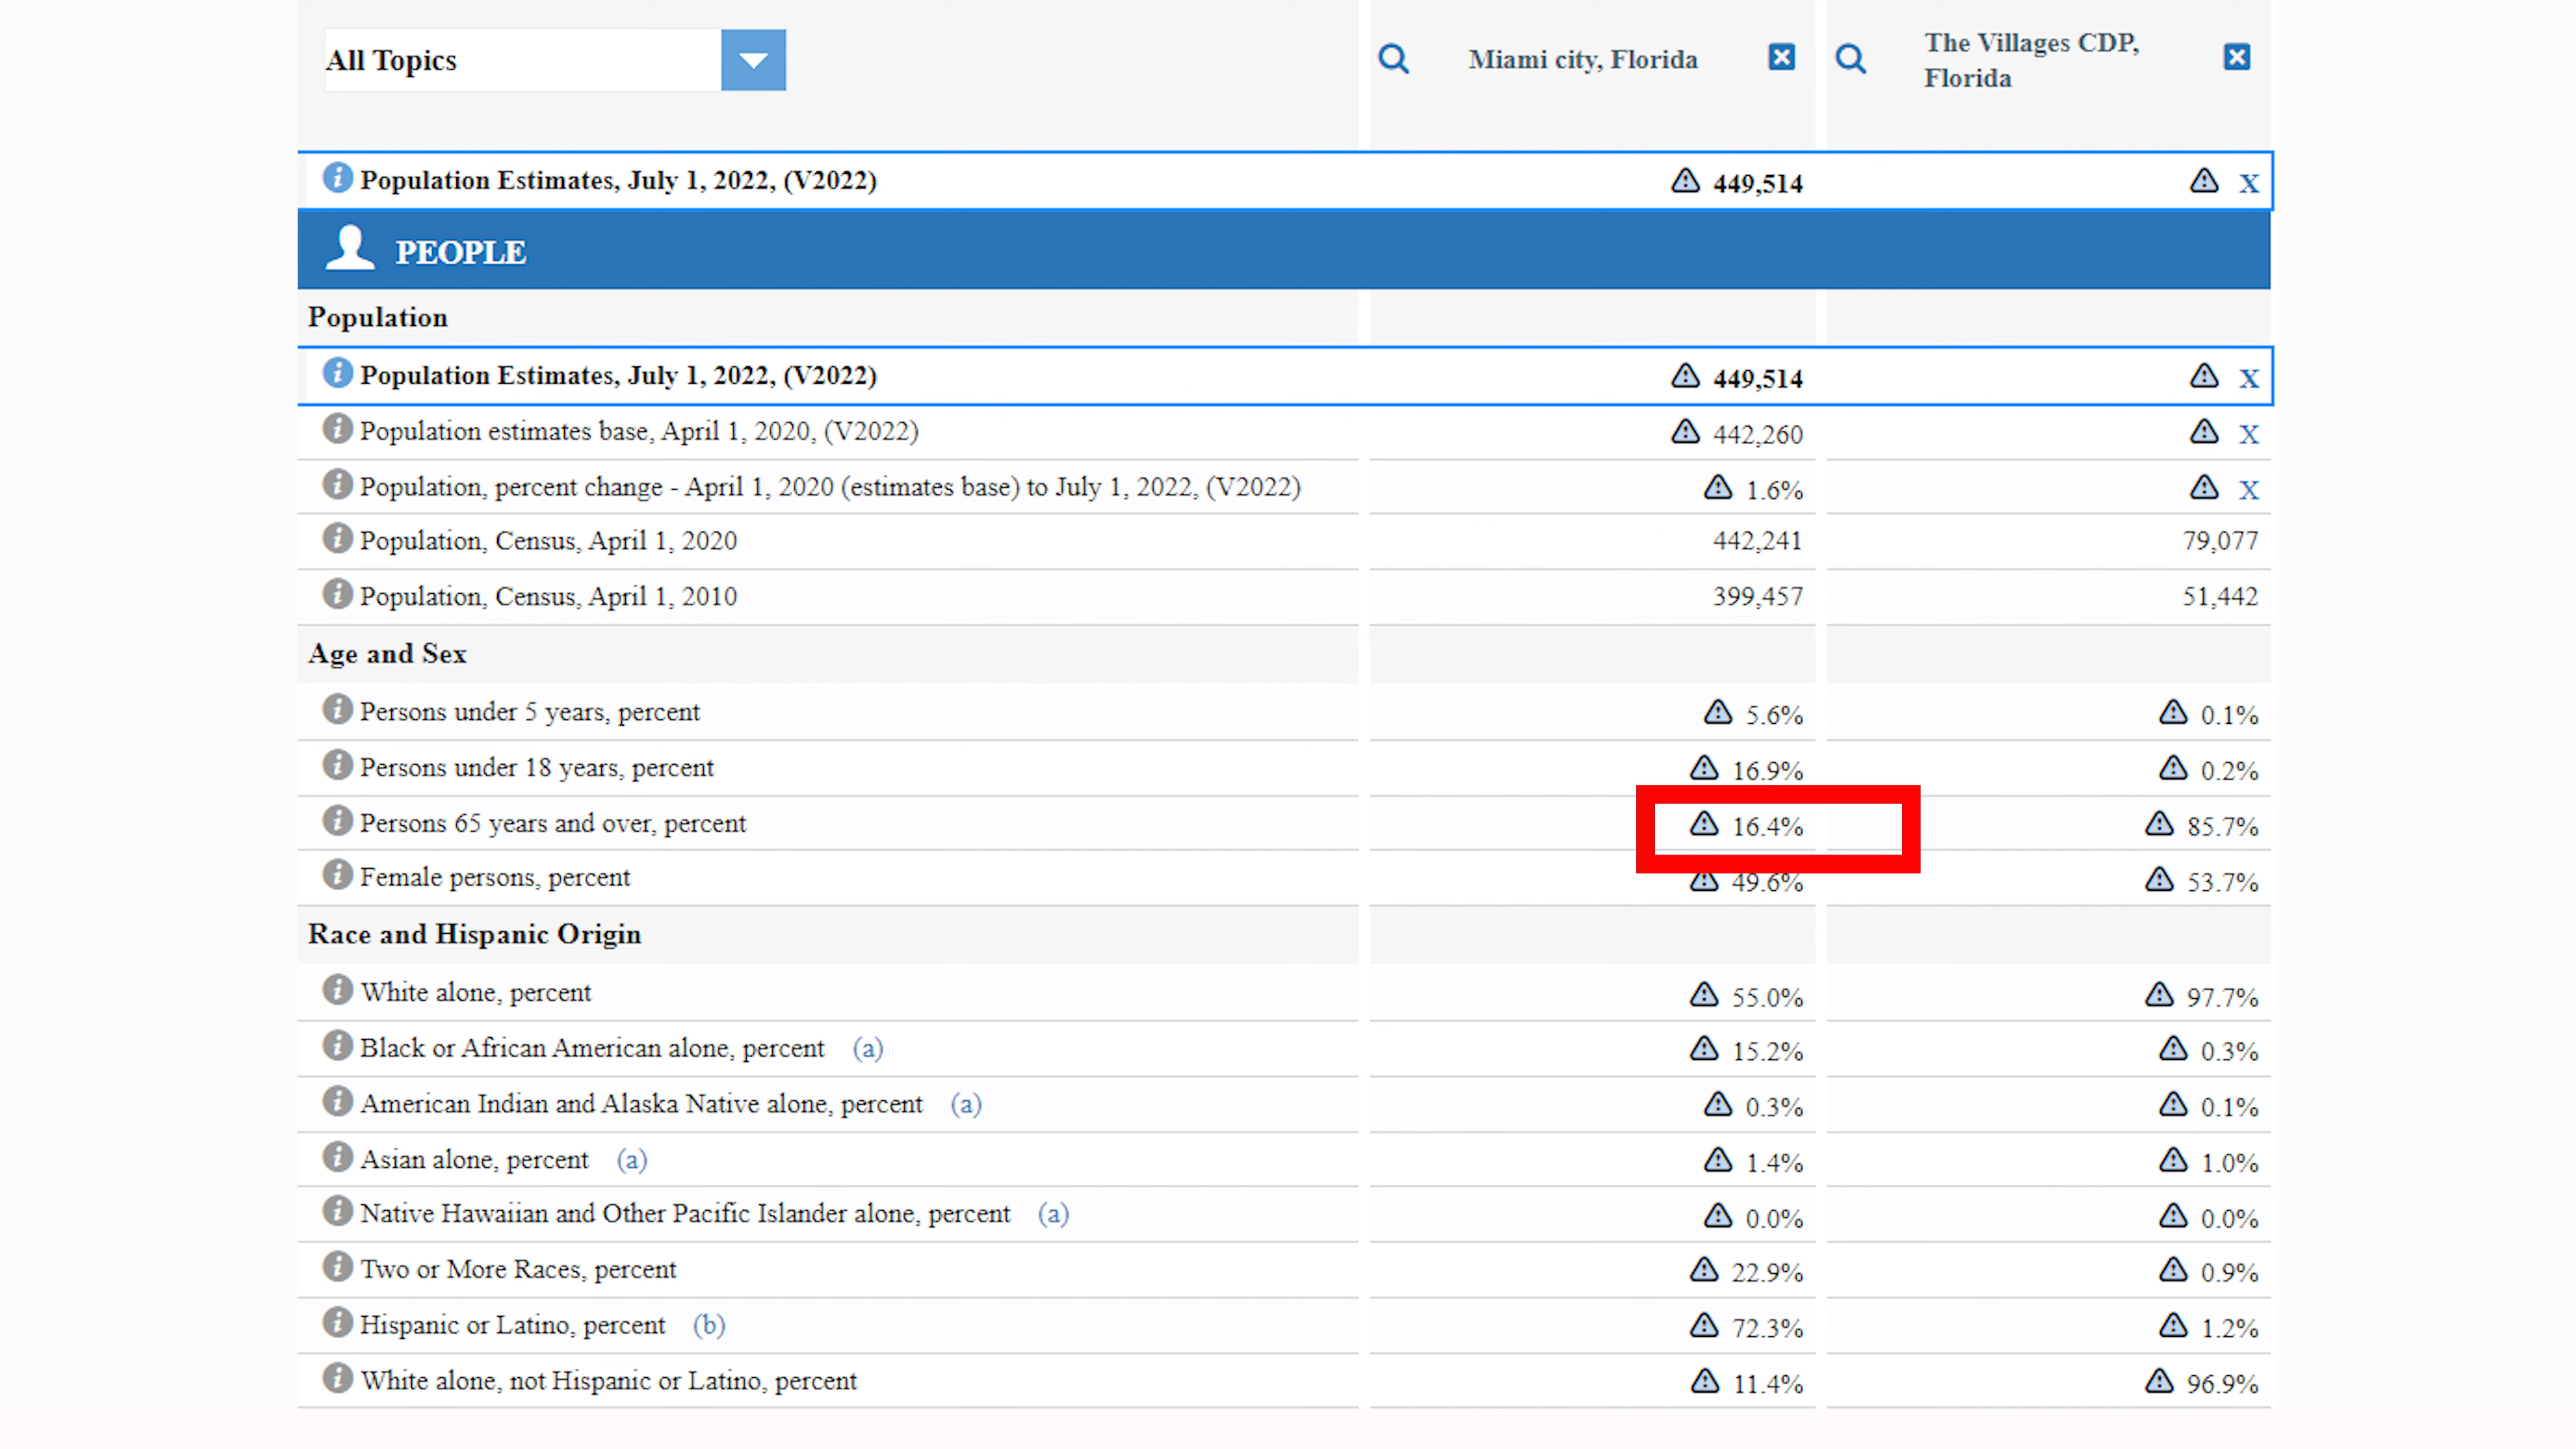 All Topics
Miami city, Florida
The Villages CDP,
Florida
Population Estimates, July 1, 2022, (V2022) 449,514 X
PEOPLE
Population
Population Estimates, July 1, 2022, (V2022) 449,514 X
Population estimates base, April 1, 2020, (V2022) 442,260 X
Population, percent change - April 1, 2020 (estimates base) to July 1, 2022, (V2022) 1.6% X
Population, Census, April 1, 2020 442,241 79,077
Population, Census, April 1, 2010 399,457 51,442
Age and Sex
Persons under 5 years, percent 5.6% 0.1%
Persons under 18 years, percent 16.9% 0.2%
Persons 65 years and over, percent 16.4% 85.7%
Female persons, percent 49.6% 53.7%
Race and Hispanic Origin
White alone, percent 55.0% 97.7%
Black or African American alone, percent (a) 15.2% 0.3%
American Indian and Alaska Native alone, percent (a) 0.3% 0.1%
Asian alone, percent (a) 1.4% 1.0%
Native Hawaiian and Other Pacific Islander alone, percent (a) 0.0% 0.0%
Two or More Races, percent 22.9% 0.9%
Hispanic or Latino, percent (b) 72.3% 1.2%
White alone, not Hispanic or Latino, percent 11.4% 96.9%